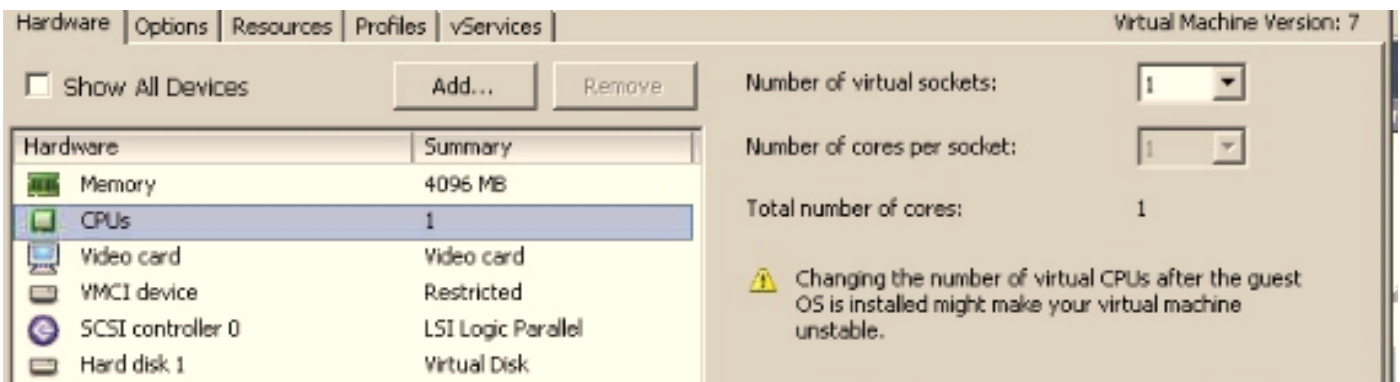 Hardware Options Resources Profiles vServices Virtual Machine Version: 7
Show All Devices Add... Remove
Hardware Summary
Memory 4096 MB
CPUs 1
Video card Video card
VMCI device Restricted
SCSI controller 0 LSI Logic Parallel
Hard disk 1 Virtual Disk
Number of virtual sockets: 1
Number of cores per socket: 1
Total number of cores: 1
Changing the number of virtual CPUs after the guest
OS is installed might make your virtual machine
unstable.